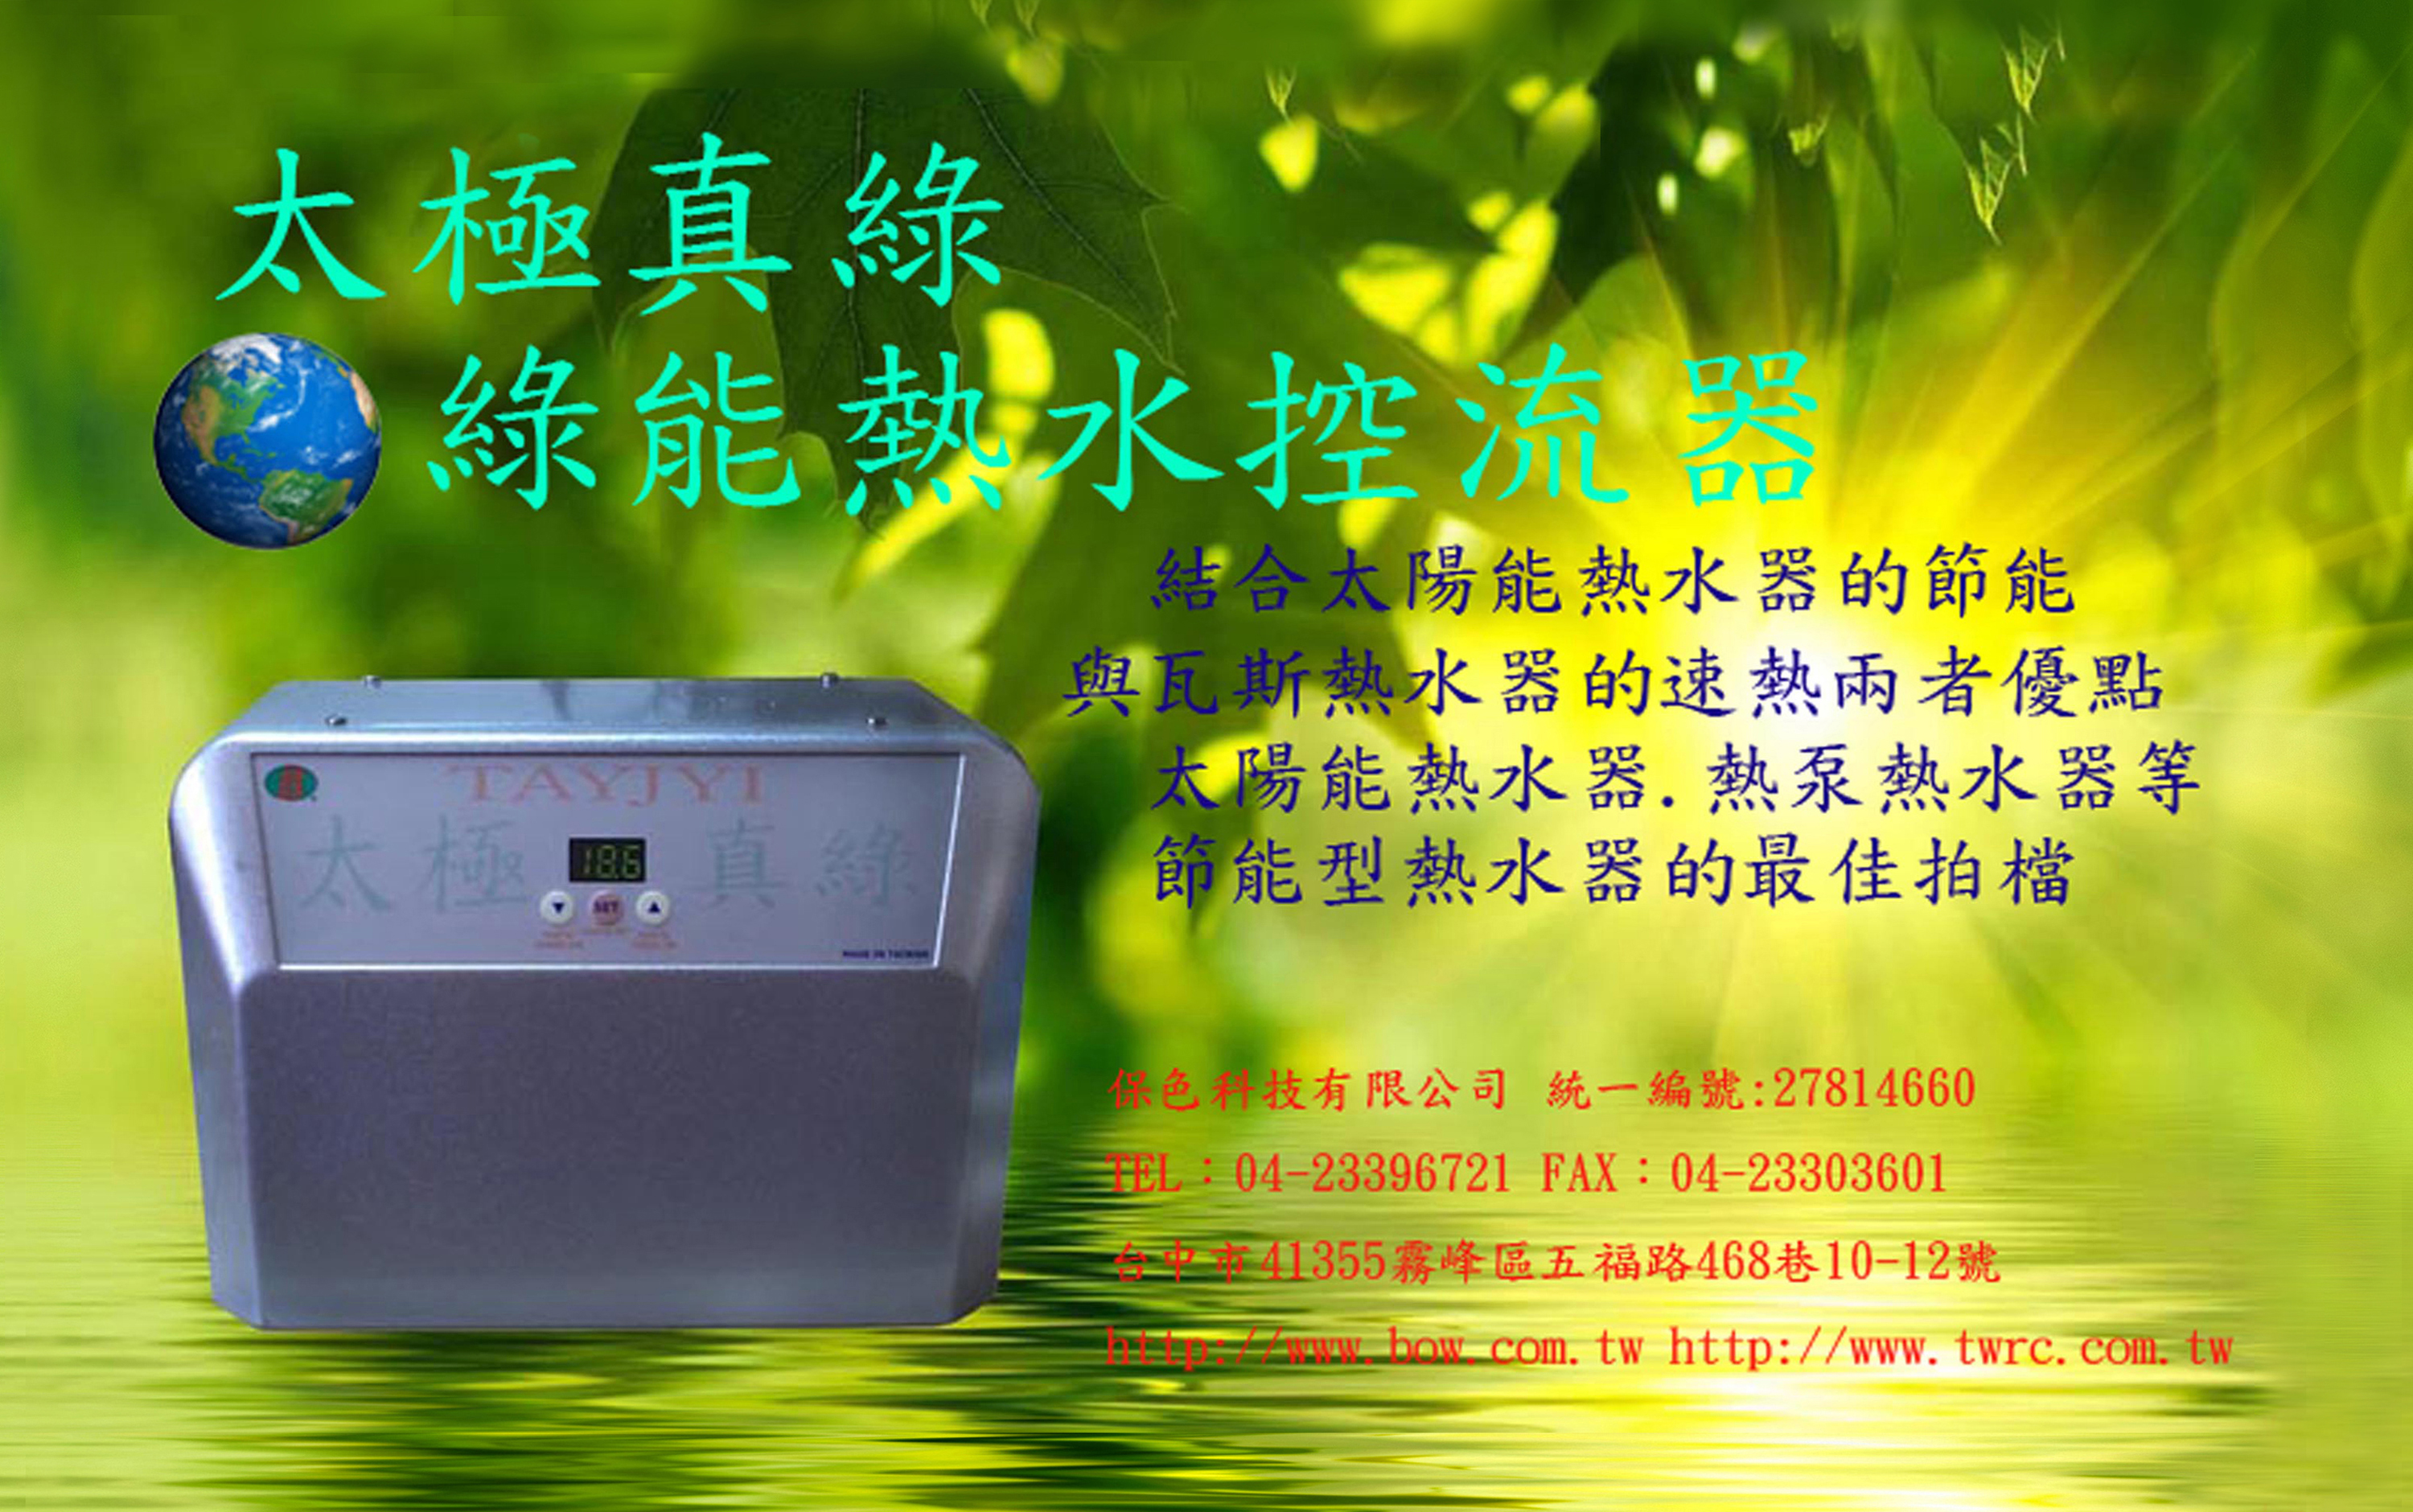 太極真綠
綠能熱水控流器
結合太陽能熱水器的節能
與瓦斯熱水器的速熱兩者優點
太陽能熱水器.熱泵熱水器等
節能型熱水器的最佳拍檔
TAYJYI
太極 真綠
18.6
▼ SET ▲
MADE IN TAIWAN
保色科技有限公司 統一編號:27814660
TEL：04-23396721 FAX：04-23303601
台中市41355霧峰區五福路468巷10-12號
http://www.bow.com.tw http://www.twrc.com.tw